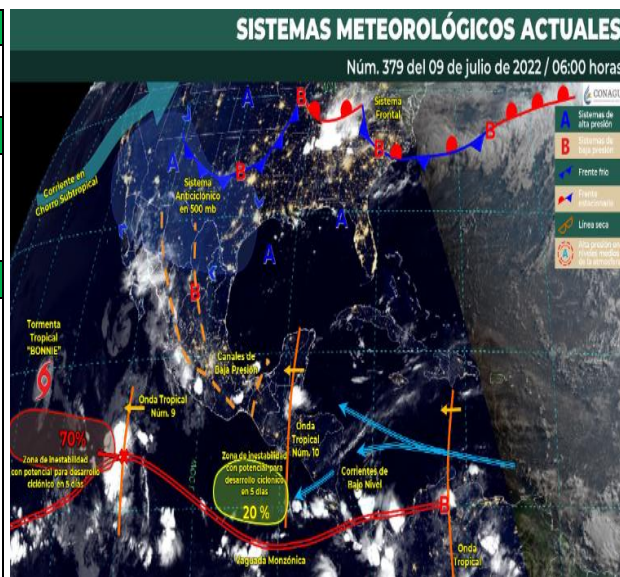 SISTEMAS METEOROLÓGICOS ACTUALES
Núm. 379 del 09 de julio de 2022 / 06:00 horas
CONAGU
A
Sistemas de
alta presión
B
Sistemas de
baja presión
Frente frío
Frente
estacionario
Línea seca
A
Alta presión en
niveles medios
de la atmósfera
A
A
B
Sistema
Frontal
B
B
B
A
Corriente en
Chorro Subtropical
Sistema
Anticiclónico
en 500 mb
A
A
B
Tormenta
Tropical
"BONNIE"
Canales de
Baja Presión
Onda Tropical
Núm. 9
70%
Zona de inestabilidad
con potencial para desarrollo
ciclónico en 5 días
Zona de inestabilidad
con potencial para
desarrollo ciclónico
en 5 días
20 %
Onda
Tropical
Núm. 10
Corrientes de
Bajo Nivel
B
Vaguada Monzónica
Onda
Tropical